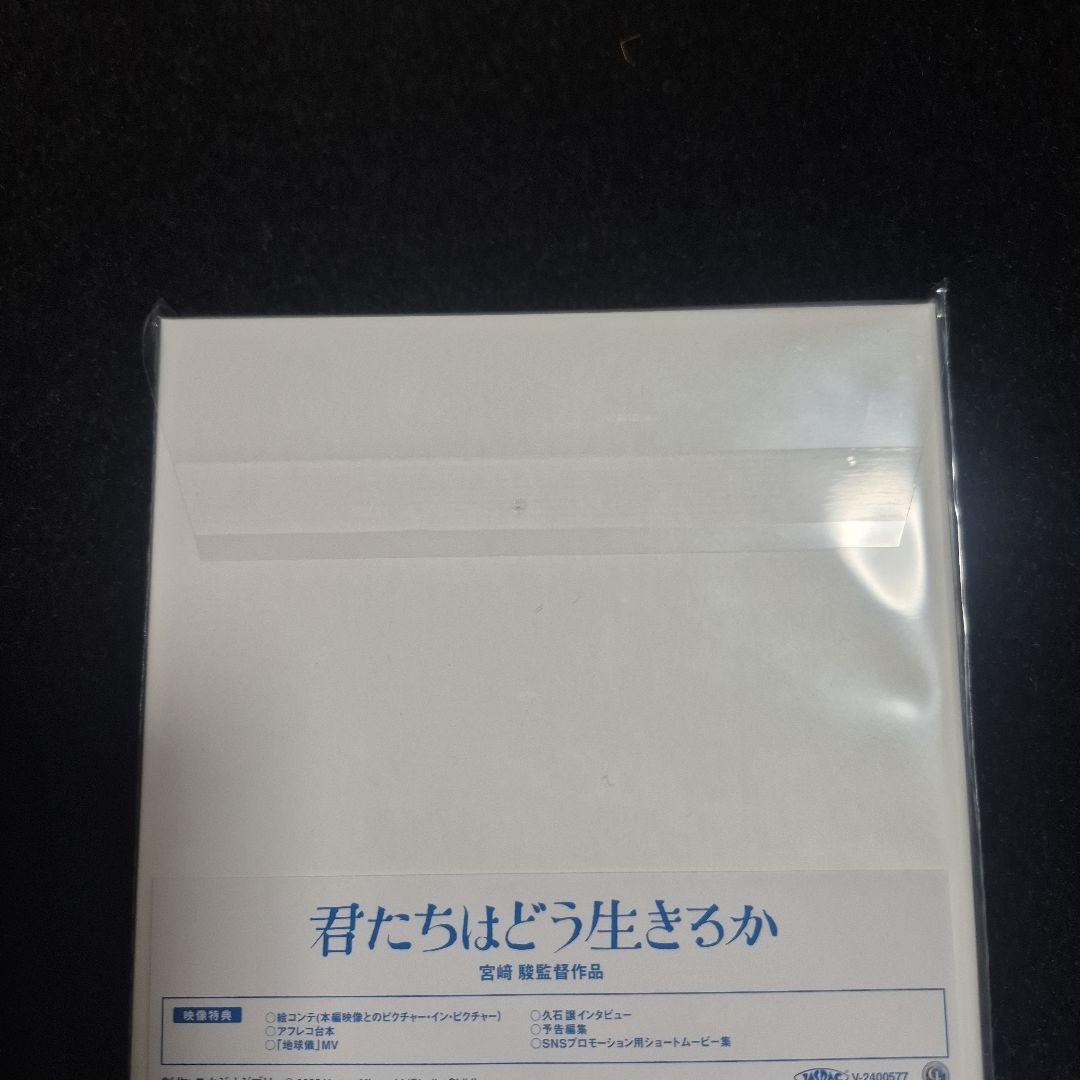 君たちはどう生きるか
宮﨑 駿監督作品
映像特典
○絵コンテ(本編映像とのピクチャー・イン・ピクチャー)
○アフレコ台本
○「地球儀」MV
○久石 譲インタビュー
○予告編集
○SNSプロモーション用ショートムービー集
JASRAC
V-2400577